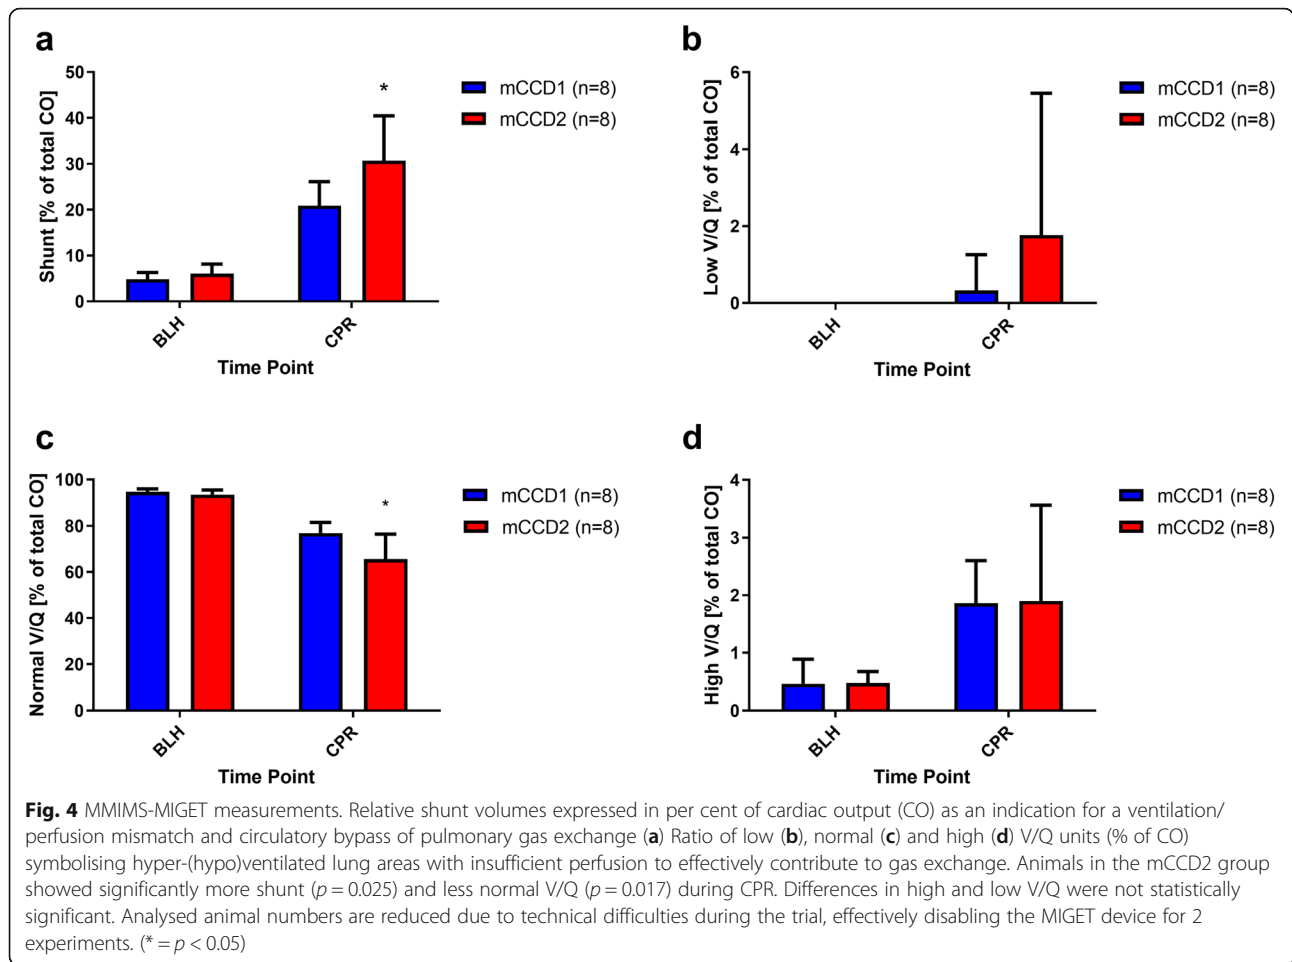 a
50
40
30
20
10
0
Shunt [% of total CO]
*
BLH
CPR
Time Point
mCCD1 (n=8)
mCCD2 (n=8)
b
6
4
2
0
Low V/Q [% of total CO]
BLH
CPR
Time Point
mCCD1 (n=8)
mCCD2 (n=8)
c
100
80
60
40
20
0
Normal V/Q [% of total CO]
*
BLH
CPR
Time Point
mCCD1 (n=8)
mCCD2 (n=8)
d
4
3
2
1
0
High V/Q [% of total CO]
BLH
CPR
Time Point
mCCD1 (n=8)
mCCD2 (n=8)
Fig. 4 MMIMS-MIGET measurements. Relative shunt volumes expressed in per cent of cardiac output (CO) as an indication for a ventilation/
perfusion mismatch and circulatory bypass of pulmonary gas exchange (a) Ratio of low (b), normal (c) and high (d) V/Q units (% of CO)
symbolising hyper-(hypo)ventilated lung areas with insufficient perfusion to effectively contribute to gas exchange. Animals in the mCCD2 group
showed significantly more shunt (p = 0.025) and less normal V/Q (p = 0.017) during CPR. Differences in high and low V/Q were not statistically
significant. Analysed animal numbers are reduced due to technical difficulties during the trial, effectively disabling the MIGET device for 2
experiments. (* = p < 0.05)